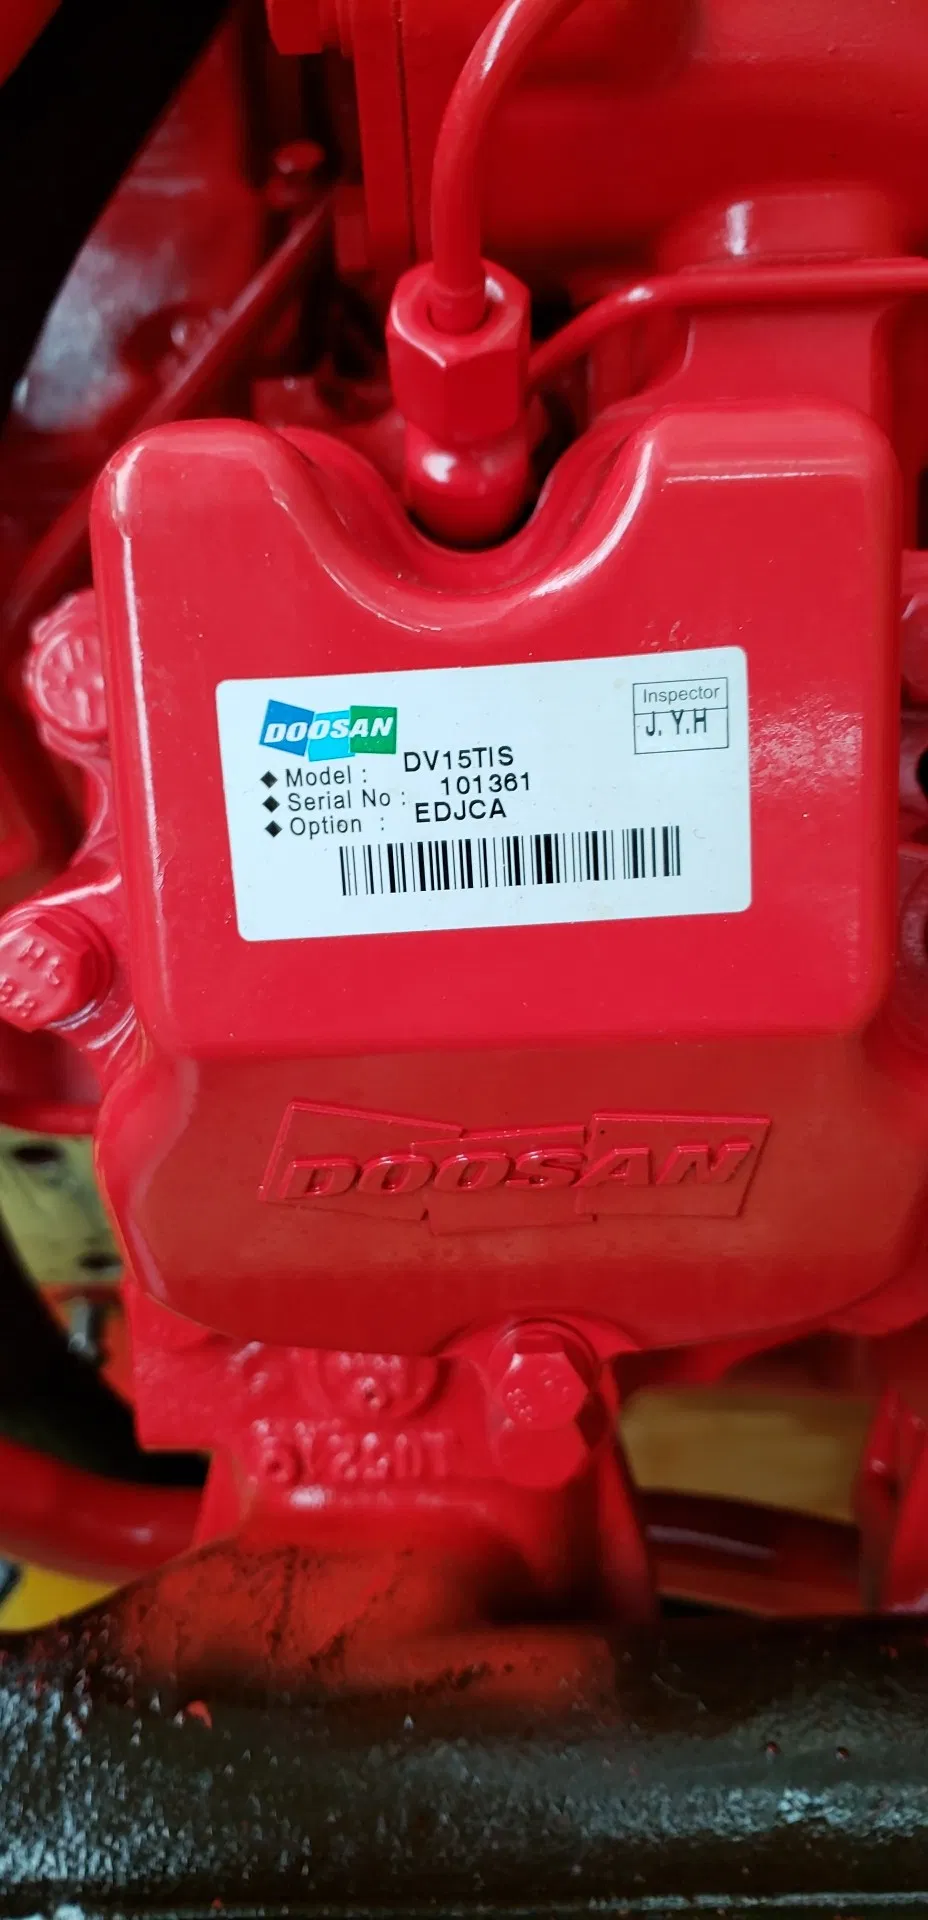 DOOSAN
Inspector
J. Y.H
◆ Model : DV15TIS
◆ Serial No : 101361
◆ Option : EDJCA
DOOSAN